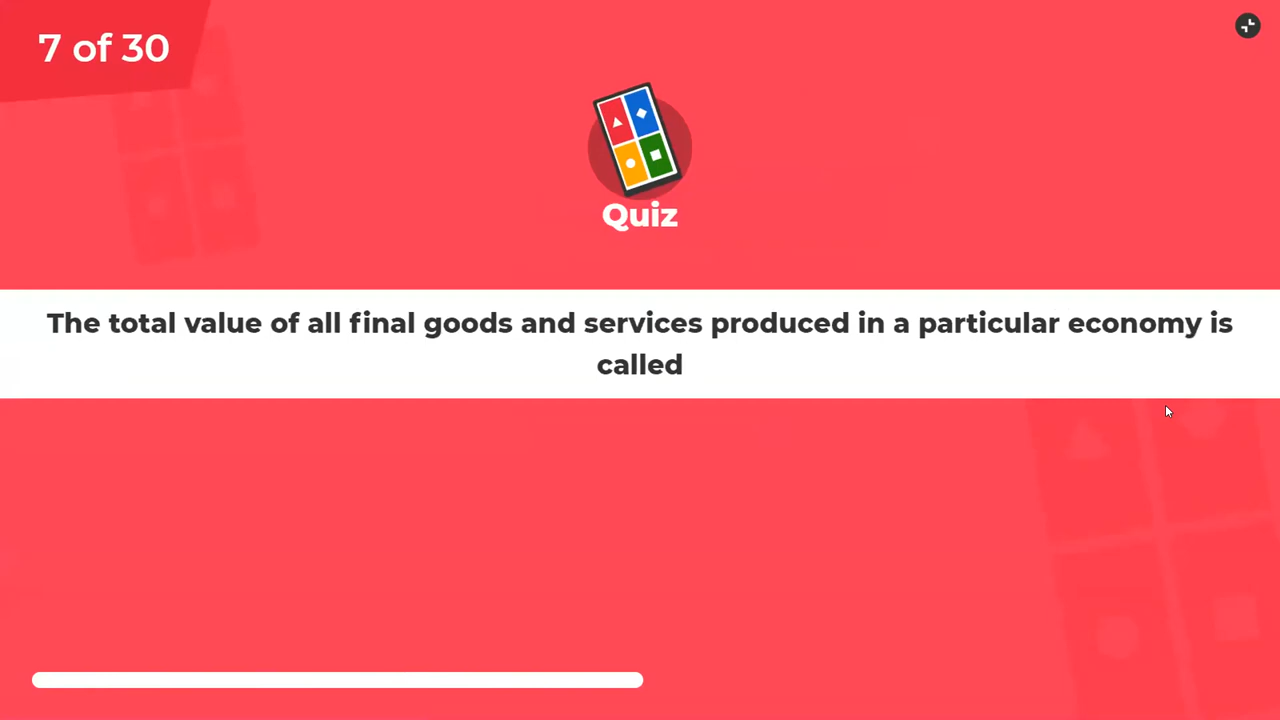 7 of 30
Quiz
The total value of all final goods and services produced in a particular economy is
called